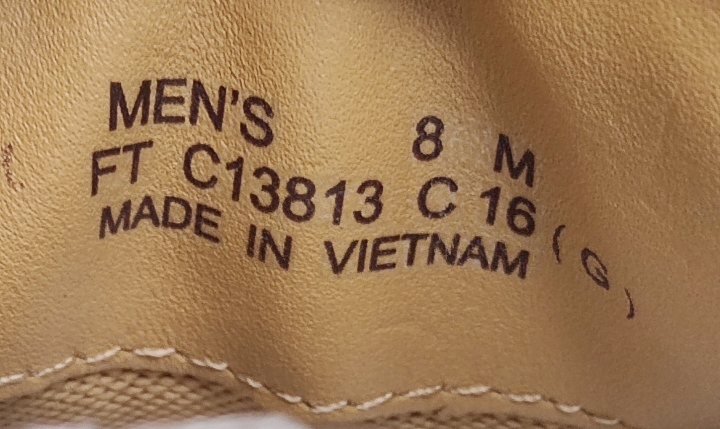 MEN'S 8 M
FT C13813 C 16 (G)
MADE IN VIETNAM